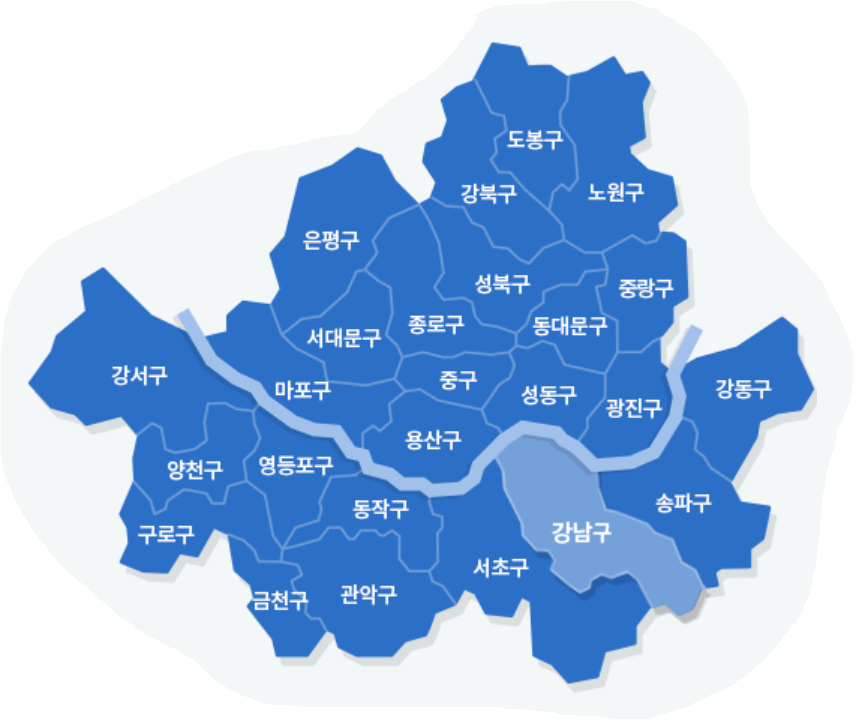 도봉구
강북구
노원구
은평구
성북구
중랑구
종로구
동대문구
서대문구
강서구
중구
마포구
성동구
강동구
광진구
용산구
양천구
영등포구
송파구
동작구
구로구
강남구
서초구
관악구
금천구